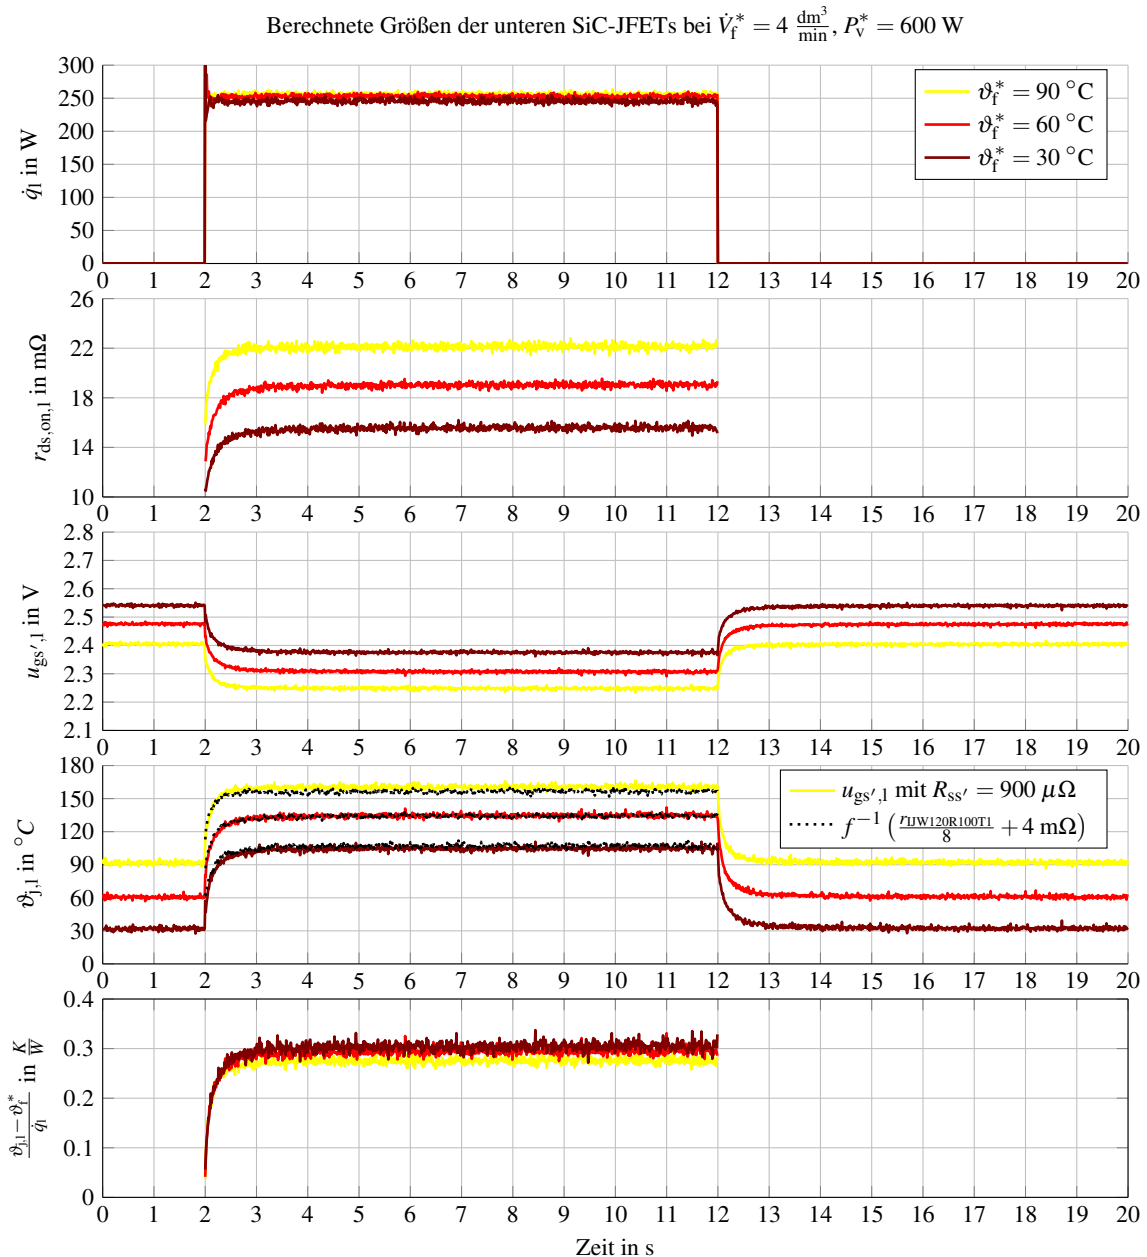 Berechnete Größen der unteren SiC-JFETs bei V̇f* = 4 dm³/min, Pv* = 600 W
300
250
200
150
100
50
0
q̇l in W
ϑf* = 90 °C
ϑf* = 60 °C
ϑf* = 30 °C
0 1 2 3 4 5 6 7 8 9 10 11 12 13 14 15 16 17 18 19 20
26
22
18
14
10
rds,on,l in mΩ
0 1 2 3 4 5 6 7 8 9 10 11 12 13 14 15 16 17 18 19 20
2.8
2.7
2.6
2.5
2.4
2.3
2.2
2.1
ugs′,l in V
0 1 2 3 4 5 6 7 8 9 10 11 12 13 14 15 16 17 18 19 20
180
150
120
90
60
30
0
ϑj,l in °C
ugs′,l mit Rss′ = 900 μΩ
f⁻¹ (rIJW120R100T1/8 + 4 mΩ)
0 1 2 3 4 5 6 7 8 9 10 11 12 13 14 15 16 17 18 19 20
0.4
0.3
0.2
0.1
0
(ϑj,l − ϑf*)/q̇l in K/W
0 1 2 3 4 5 6 7 8 9 10 11 12 13 14 15 16 17 18 19 20
Zeit in s